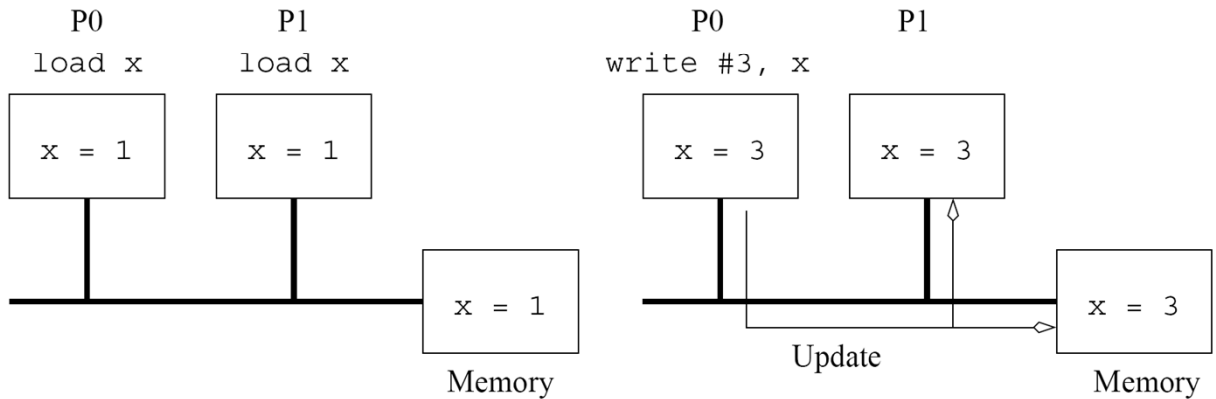 P0 P1
load x load x
x = 1 x = 1
x = 1
Memory
P0 P1
write #3, x
x = 3 x = 3
x = 3
Update
Memory